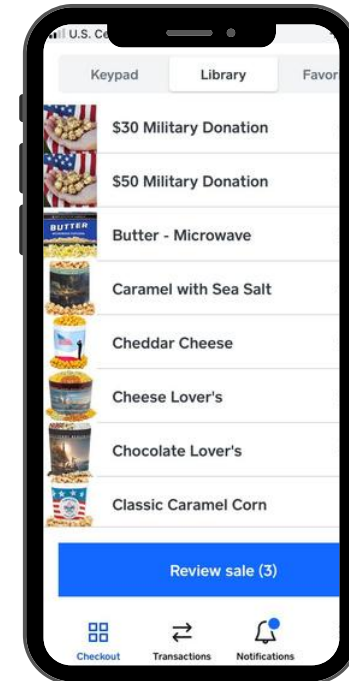 U.S. Ce
Keypad
Library
Favor
$30 Military Donation
$50 Military Donation
BUTTER
Butter - Microwave
Caramel with Sea Salt
Cheddar Cheese
Cheese Lover's
Chocolate Lover's
Classic Caramel Corn
Review sale (3)
Checkout
Transactions
Notifications